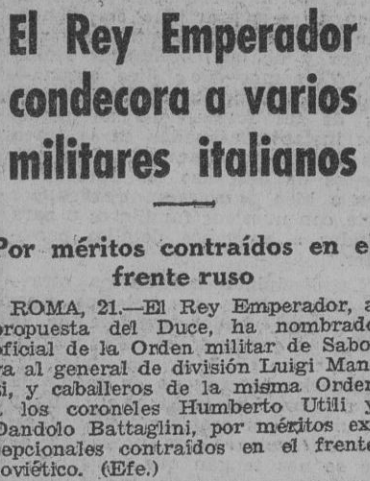 El Rey Emperador
condecora a varios
militares italianos
Por méritos contraídos en el
frente ruso
ROMA, 21.—El Rey Emperador, a
propuesta del Duce, ha nombrado
oficial de la Orden militar de Sabo-
ya al general de división Luigi Man-
si, y caballeros de la misma Orden
a los coroneles Humberto Utili y
Dandolo Battaglini, por méritos ex-
cepcionales contraídos en el frente
soviético. (Efe.)